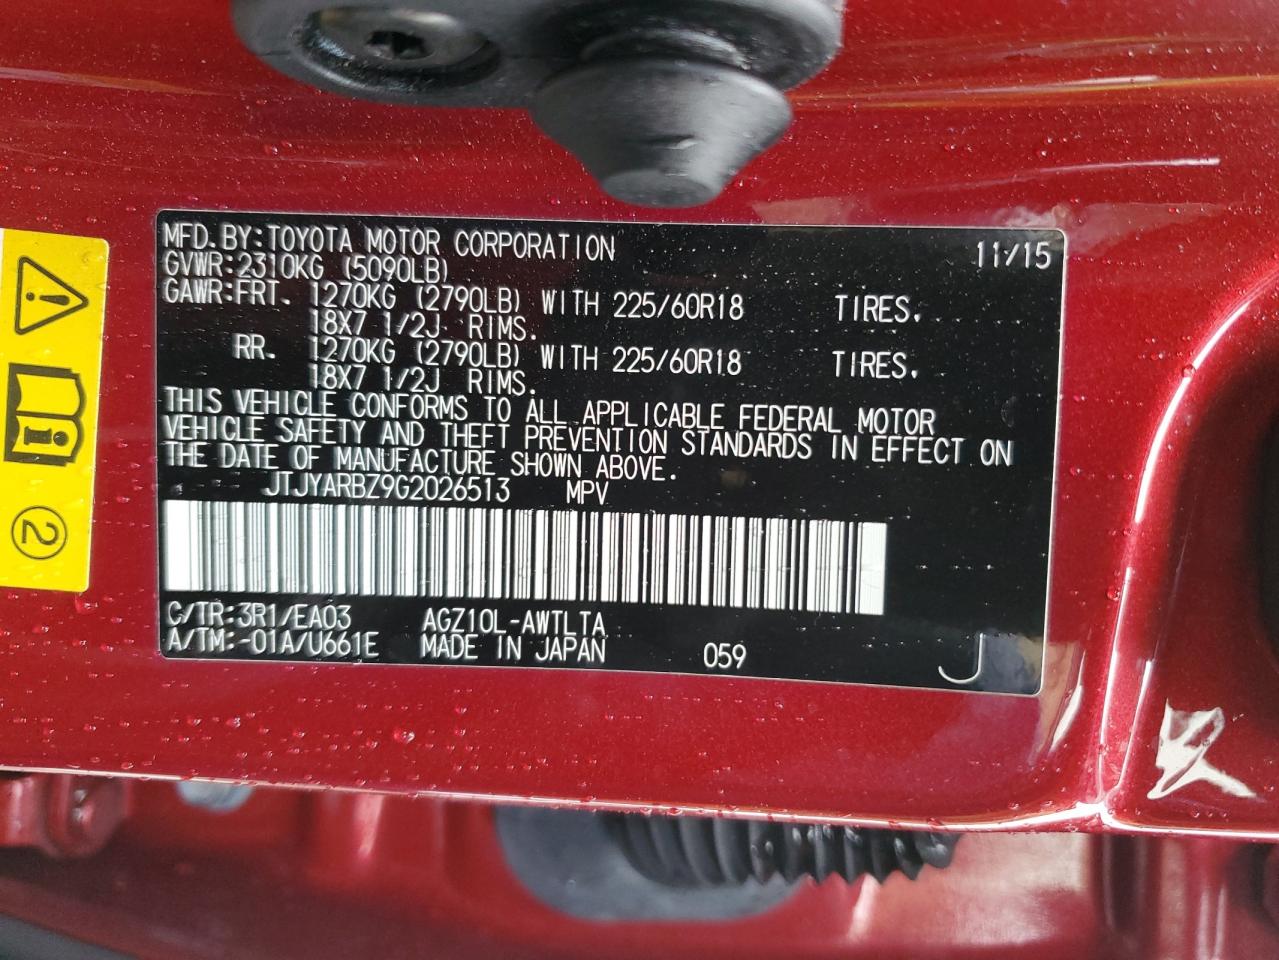 MFD. BY: TOYOTA MOTOR CORPORATION 11/15
GVWR: 2310KG (5090LB)
GAWR: FRT. 1270KG (2790LB) WITH 225/60R18 TIRES.
18X7 1/2J RIMS.
RR. 1270KG (2790LB) WITH 225/60R18 TIRES.
18X7 1/2J RIMS.
THIS VEHICLE CONFORMS TO ALL APPLICABLE FEDERAL MOTOR
VEHICLE SAFETY AND THEFT PREVENTION STANDARDS IN EFFECT ON
THE DATE OF MANUFACTURE SHOWN ABOVE.
JTJYARBZ9G2026513 MPV
C/TR: 3R1/EA03 AGZ10L-AWTLTA
A/TM: -01A/U661E MADE IN JAPAN 059 J
2